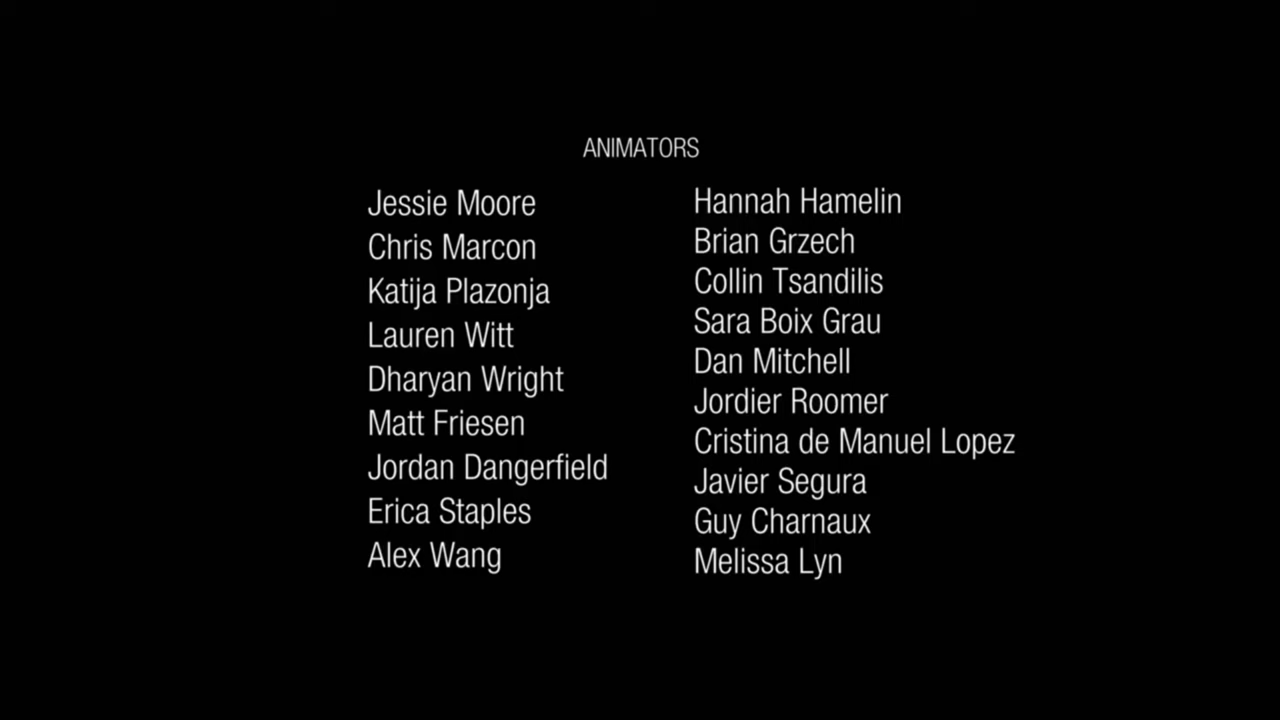 ANIMATORS
Jessie Moore
Chris Marcon
Katija Plazonja
Lauren Witt
Dharyan Wright
Matt Friesen
Jordan Dangerfield
Erica Staples
Alex Wang
Hannah Hamelin
Brian Grzech
Collin Tsandilis
Sara Boix Grau
Dan Mitchell
Jordier Roomer
Cristina de Manuel Lopez
Javier Segura
Guy Charnaux
Melissa Lyn